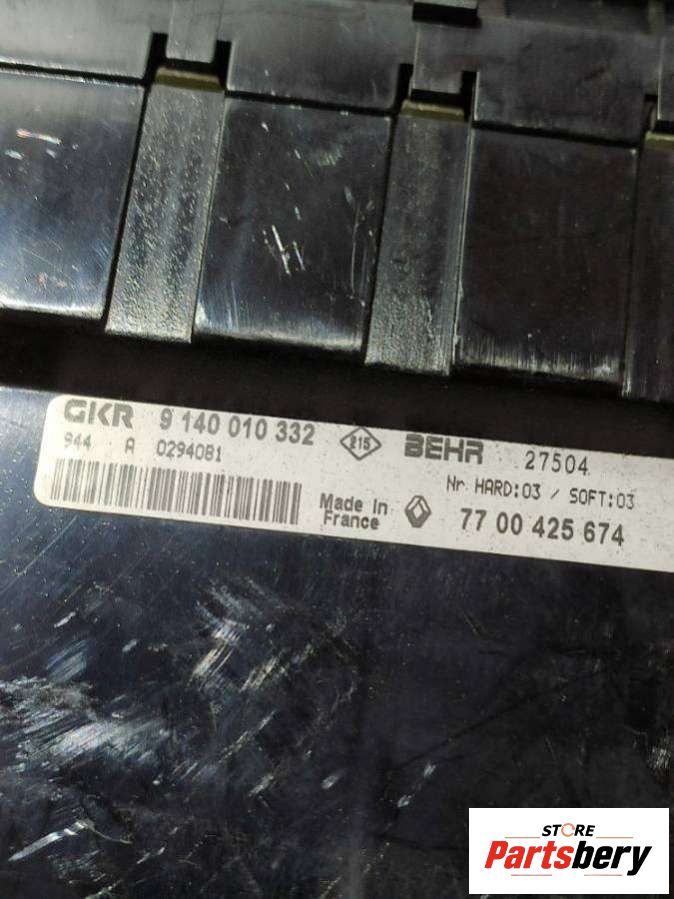 GKR 9 140 010 332 215 BEHR 27504
944 A 0294081
Nr. HARD:03 / SOFT:03
Made In
France
77 00 425 674
STORE
Partsbery